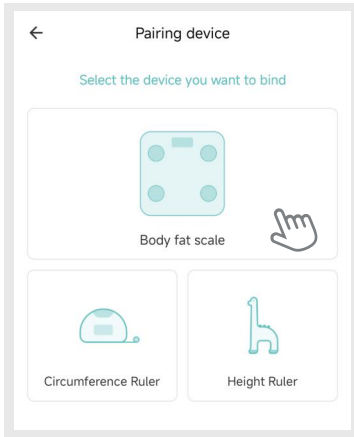 Pairing device
Select the device you want to bind
Body fat scale
Circumference Ruler
Height Ruler